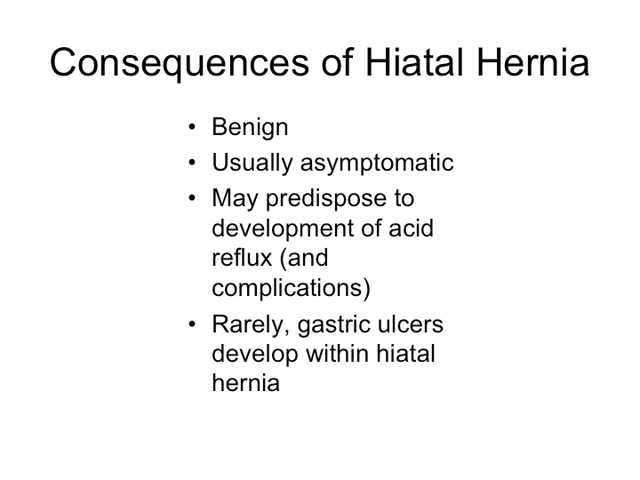 Consequences of Hiatal Hernia
• Benign
• Usually asymptomatic
• May predispose to
development of acid
reflux (and
complications)
• Rarely, gastric ulcers
develop within hiatal
hernia